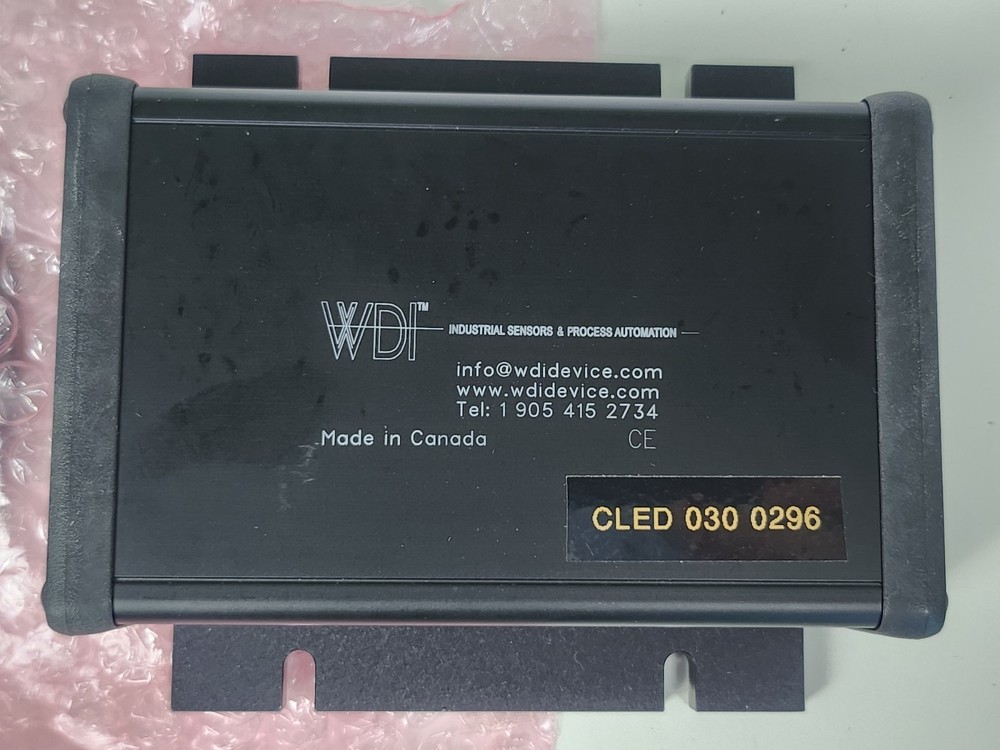 WDI™ INDUSTRIAL SENSORS & PROCESS AUTOMATION
info@wdidevice.com
www.wdidevice.com
Tel: 1 905 415 2734
Made in Canada CE
CLED 030 0296